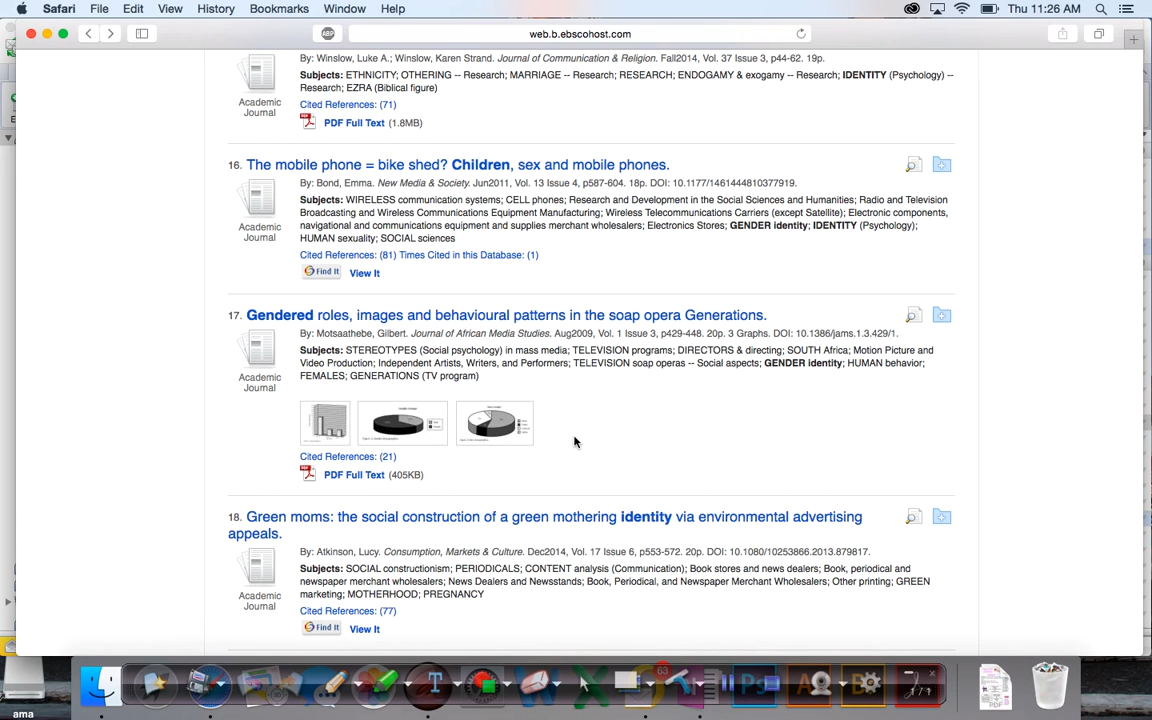 Safari File Edit View History Bookmarks Window Help Thu 11:26 AM
ABP web.b.ebscohost.com
By: Winslow, Luke A.; Winslow, Karen Strand. Journal of Communication & Religion. Fall2014, Vol. 37 Issue 3, p44-62. 19p.
Subjects: ETHNICITY; OTHERING -- Research; MARRIAGE -- Research; RESEARCH; ENDOGAMY & exogamy -- Research; IDENTITY (Psychology) --
Research; EZRA (Biblical figure)
Academic
Journal
Cited References: (71)
PDF Full Text (1.8MB)
16. The mobile phone = bike shed? Children, sex and mobile phones.
By: Bond, Emma. New Media & Society. Jun2011, Vol. 13 Issue 4, p587-604. 18p. DOI: 10.1177/1461444810377919.
Subjects: WIRELESS communication systems; CELL phones; Research and Development in the Social Sciences and Humanities; Radio and Television
Broadcasting and Wireless Communications Equipment Manufacturing; Wireless Telecommunications Carriers (except Satellite); Electronic components,
navigational and communications equipment and supplies merchant wholesalers; Electronics Stores; GENDER identity; IDENTITY (Psychology);
HUMAN sexuality; SOCIAL sciences
Academic
Journal
Cited References: (81) Times Cited in this Database: (1)
Find It View It
17. Gendered roles, images and behavioural patterns in the soap opera Generations.
By: Motsaathebe, Gilbert. Journal of African Media Studies. Aug2009, Vol. 1 Issue 3, p429-448. 20p. 3 Graphs. DOI: 10.1386/jams.1.3.429/1.
Subjects: STEREOTYPES (Social psychology) in mass media; TELEVISION programs; DIRECTORS & directing; SOUTH Africa; Motion Picture and
Video Production; Independent Artists, Writers, and Performers; TELEVISION soap operas -- Social aspects; GENDER identity; HUMAN behavior;
FEMALES; GENERATIONS (TV program)
Academic
Journal
Cited References: (21)
PDF Full Text (405KB)
18. Green moms: the social construction of a green mothering identity via environmental advertising
appeals.
By: Atkinson, Lucy. Consumption, Markets & Culture. Dec2014, Vol. 17 Issue 6, p553-572. 20p. DOI: 10.1080/10253866.2013.879817.
Subjects: SOCIAL constructionism; PERIODICALS; CONTENT analysis (Communication); Book stores and news dealers; Book, periodical and
newspaper merchant wholesalers; News Dealers and Newsstands; Book, Periodical, and Newspaper Merchant Wholesalers; Other printing; GREEN
marketing; MOTHERHOOD; PREGNANCY
Academic
Journal
Cited References: (77)
Find It View It
63
T
Ps
PDF
ama